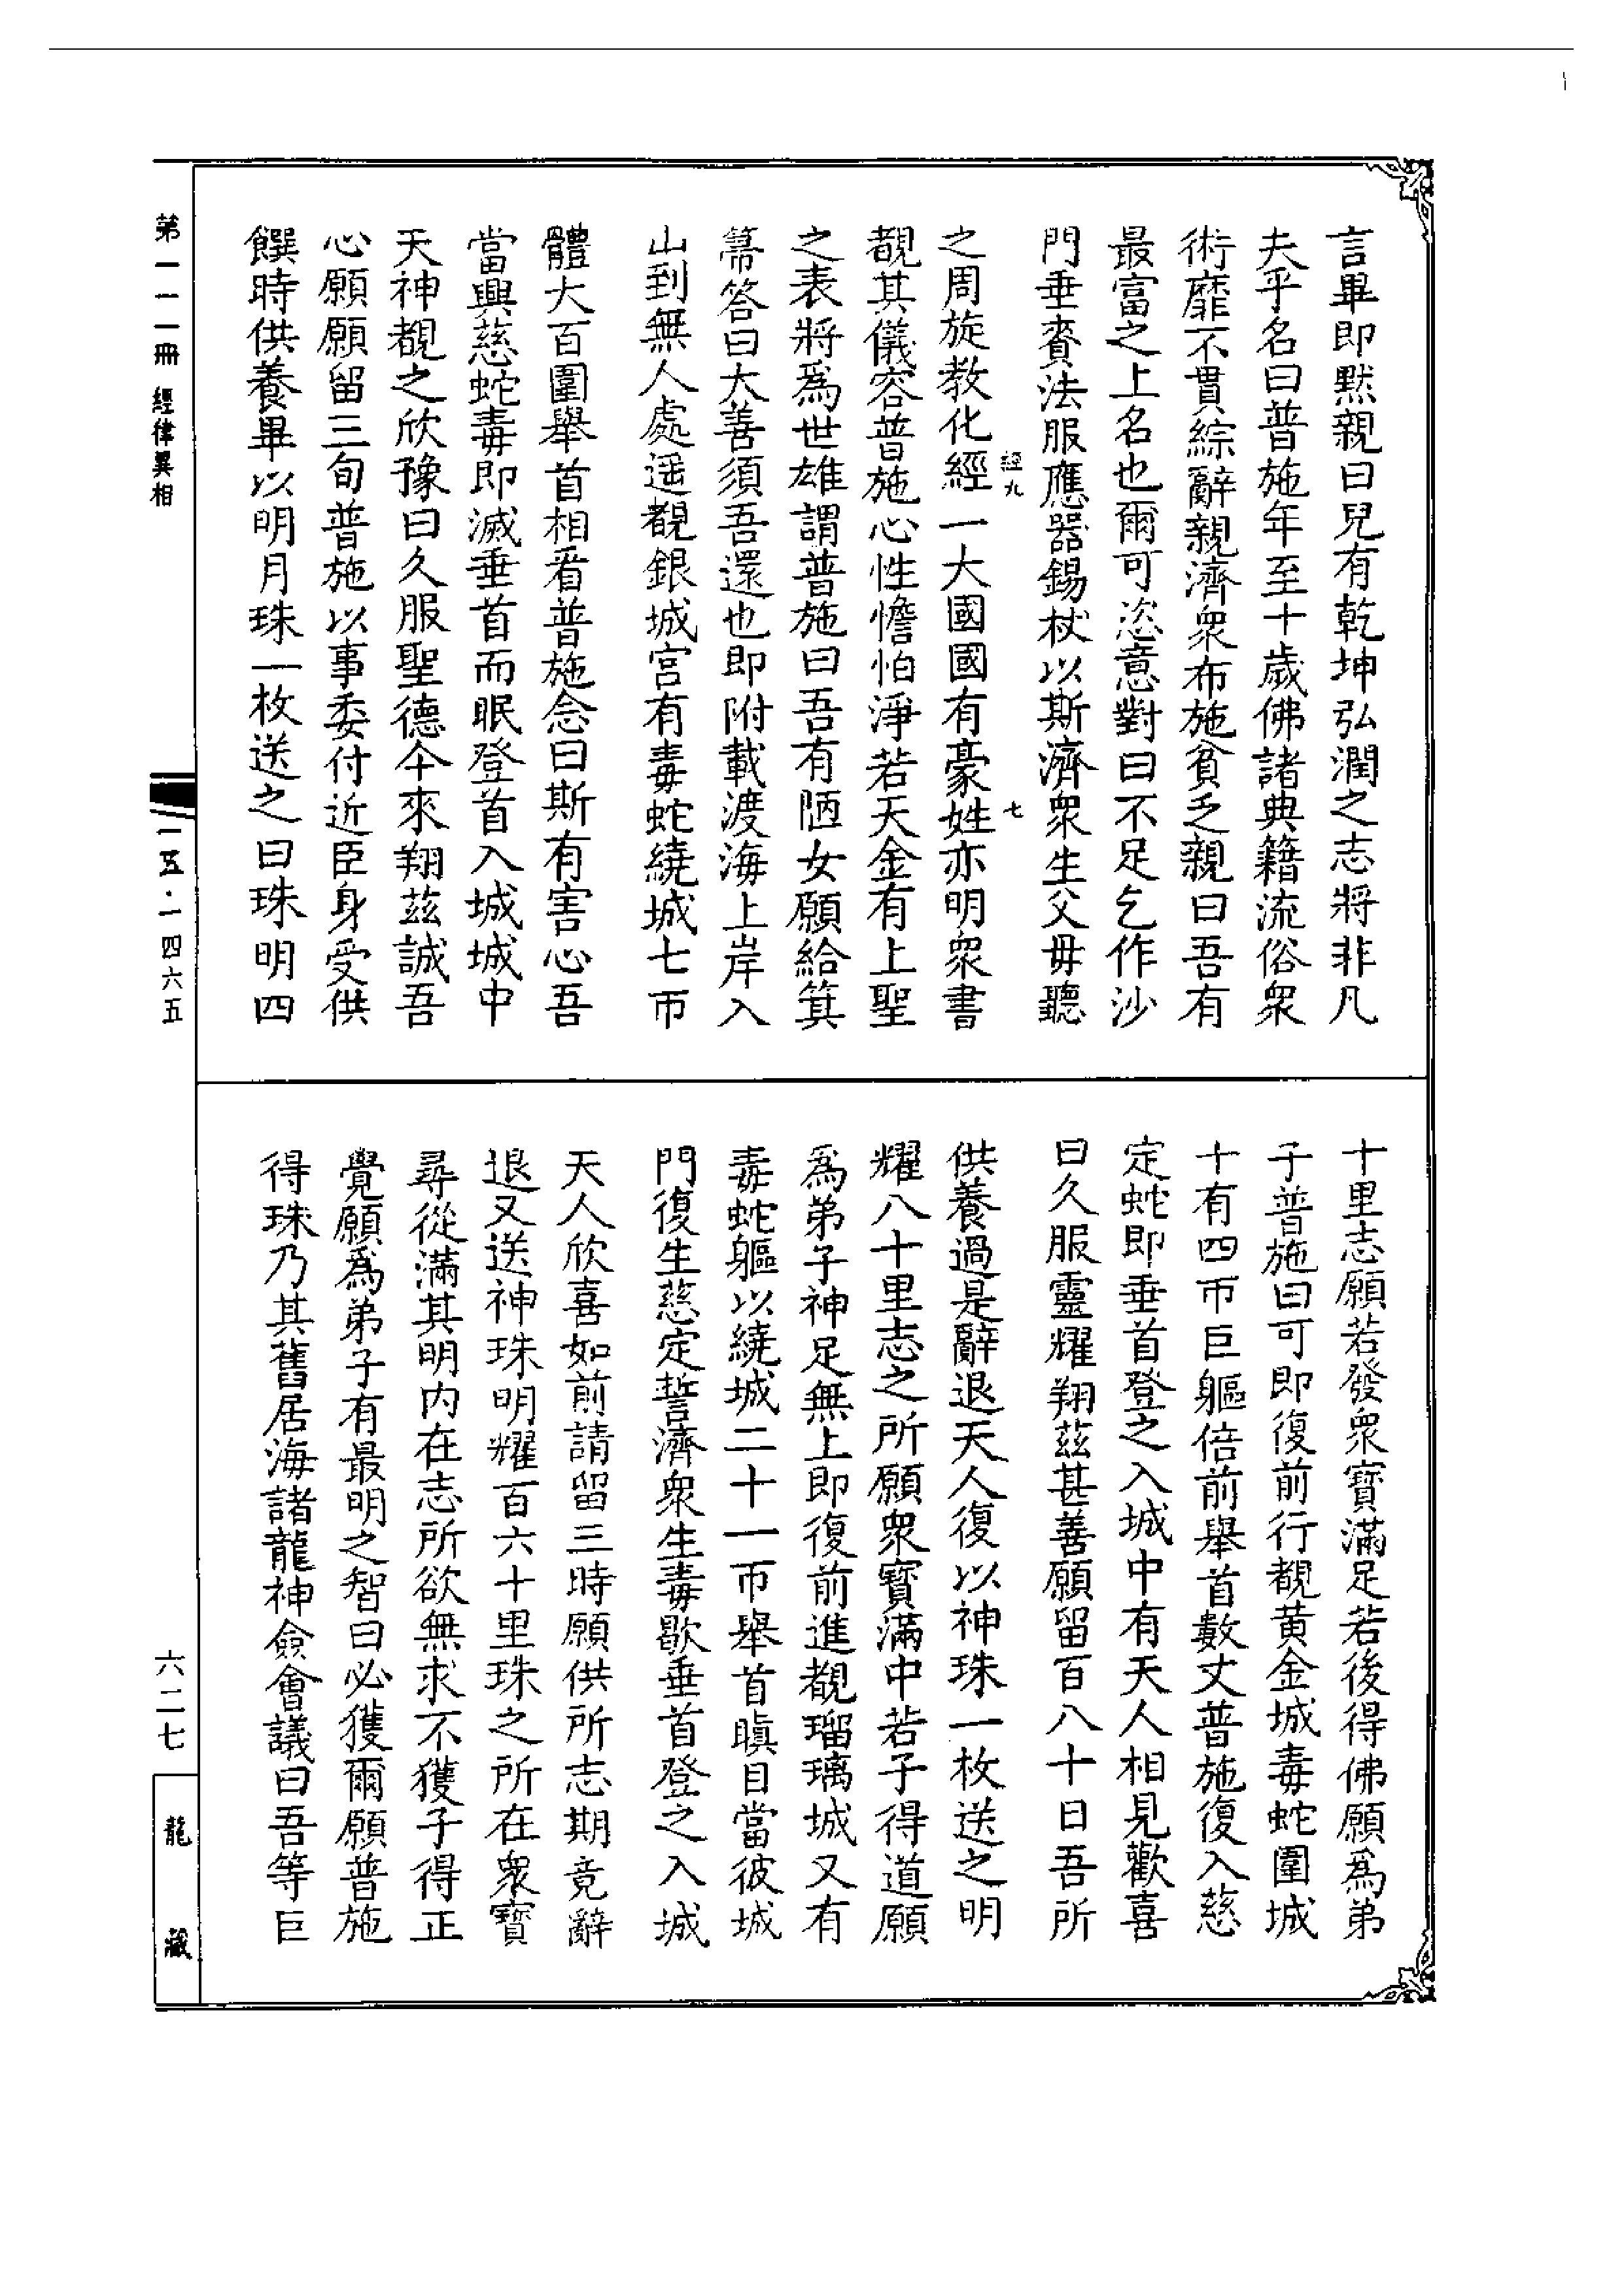 言畢即默親曰兒有乾坤弘潤之志將非凡
夫乎名曰普施年至十歲佛諸典籍流俗衆
術靡不貫綜辭親濟衆布施貧乏親曰吾有
最富之上名也爾可恣意對曰不足乞作沙
門垂賚法服應器錫杖以斯濟衆生父毋聽
經九
七
之周旋教化經一大國國有豪姓亦明衆書
覩其儀容普施心性憺怕淨若天金有上聖
之表將爲世雄謂普施曰吾有陋女願給箕
箒答曰大善須吾還也即附載渡海上岸入
山到無人處遥覩銀城宫有毒蛇繞城七帀
體大百圍舉首相看普施念曰斯有害心吾
當興慈蛇毒即滅垂首而眠登首入城城中
天神覩之欣豫曰久服聖德今來翔茲誠吾
心願願留三旬普施以事委付近臣身受供
饌時供養畢以明月珠一枚送之曰珠明四
十里志願若發衆寶滿足若後得佛願爲弟
子普施曰可即復前行覩黄金城毒蛇圍城
十有四帀巨軀倍前舉首數丈普施復入慈
定蛇即垂首登之入城中有天人相見歡喜
曰久服靈耀翔茲甚善願留百八十日吾所
供養過是辭退天人復以神珠一枚送之明
耀八十里志之所願衆寶滿中若子得道願
爲弟子神足無上即復前進覩瑠璃城又有
毒蛇軀以繞城二十一帀舉首瞋目當彼城
門復生慈定誓濟衆生毒歇垂首登之入城
天人欣喜如前請留三時願供所志期竟辭
退又送神珠明耀百六十里珠之所在衆寶
尋從滿其明内在志所欲無求不獲子得正
覺願爲弟子有最明之智曰必獲爾願普施
得珠乃其舊居海諸龍神僉會議曰吾等巨
第一一一冊 經律異相
一五·一四六五
六二七
龍藏